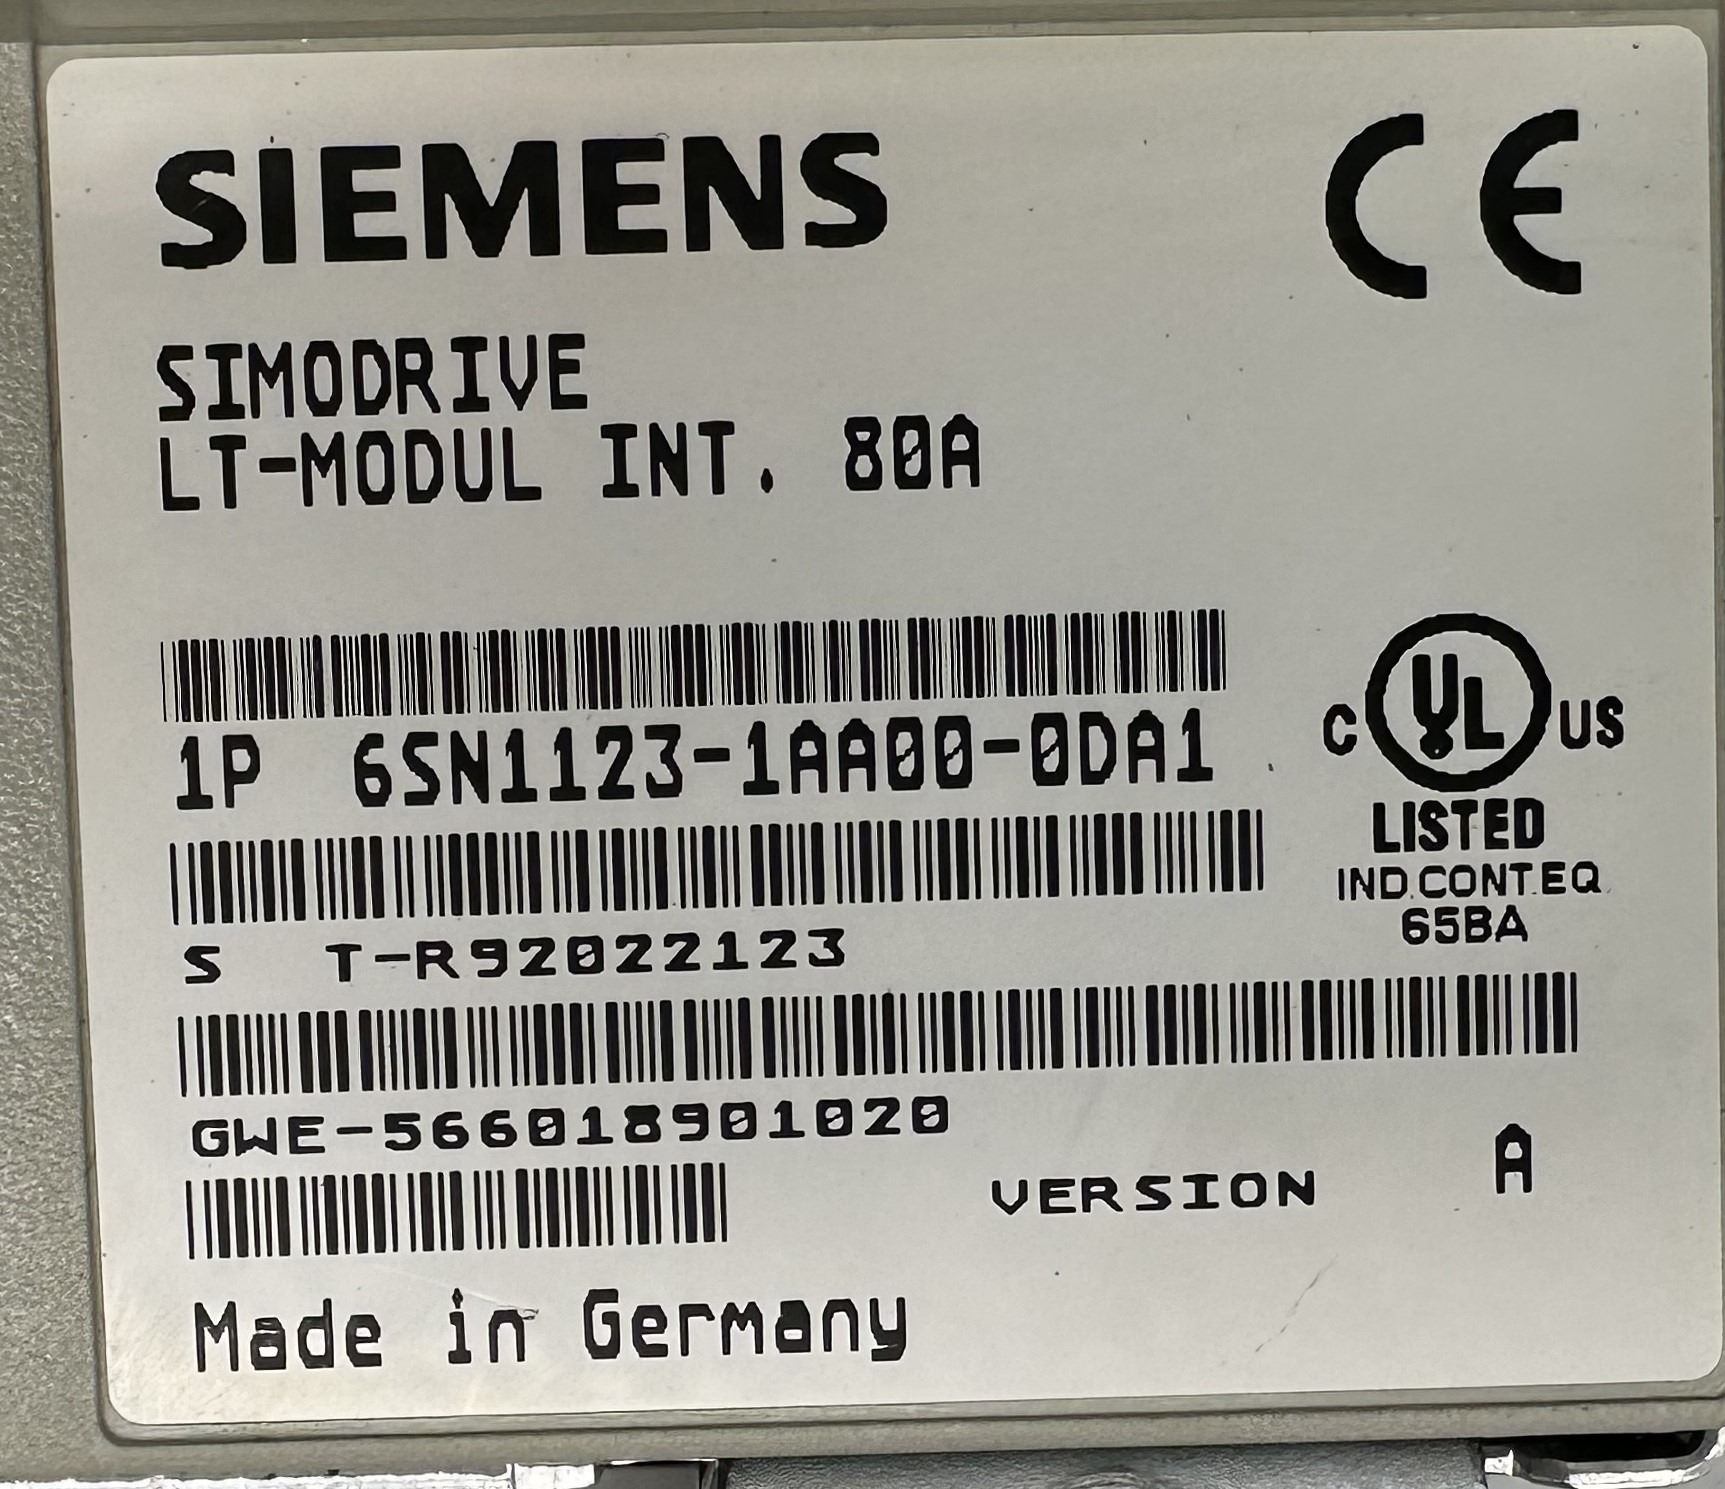 SIEMENS
CE
SIMODRIVE
LT-MODUL INT. 80A
1P 6SN1123-1AA00-0DA1
C UL US
LISTED
IND.CONT.EQ.
65BA
S T-R92022123
GWE-566018901020
VERSION A
Made in Germany